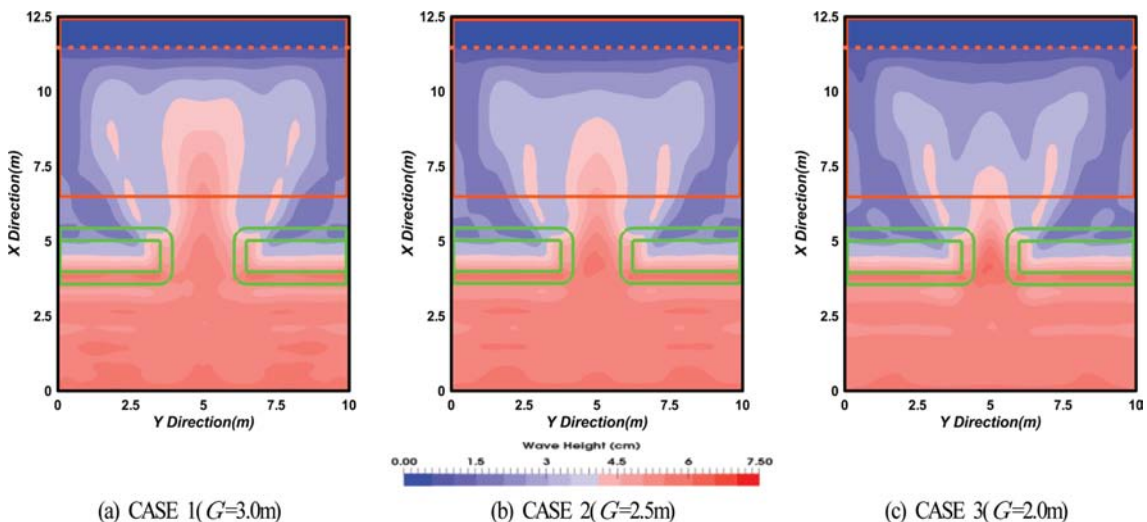 12.5
10
7.5
5
2.5
0
X Direction(m)
0 2.5 5 7.5 10
Y Direction(m)
12.5
10
7.5
5
2.5
0
X Direction(m)
0 2.5 5 7.5 10
Y Direction(m)
12.5
10
7.5
5
2.5
0
X Direction(m)
0 2.5 5 7.5 10
Y Direction(m)
Wave Height (cm)
0.00 1.5 3 4.5 6 7.50
(a) CASE 1(G=3.0m)
(b) CASE 2(G=2.5m)
(c) CASE 3(G=2.0m)